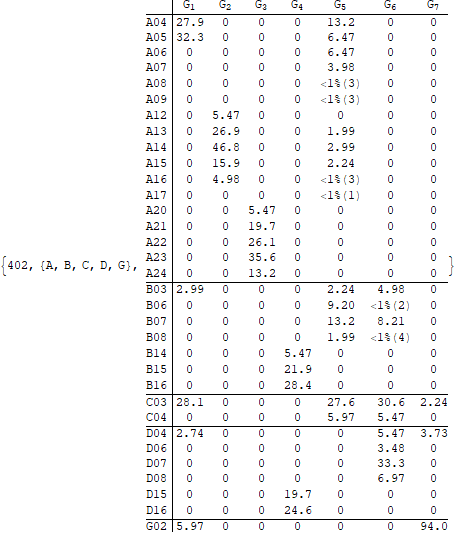 G1 G2 G3 G4 G5 G6 G7
A04 27.9 0 0 0 13.2 0 0
A05 32.3 0 0 0 6.47 0 0
A06 0 0 0 0 6.47 0 0
A07 0 0 0 0 3.98 0 0
A08 0 0 0 0 <1%(3) 0 0
A09 0 0 0 0 <1%(3) 0 0
A12 0 5.47 0 0 0 0 0
A13 0 26.9 0 0 1.99 0 0
A14 0 46.8 0 0 2.99 0 0
A15 0 15.9 0 0 2.24 0 0
A16 0 4.98 0 0 <1%(3) 0 0
A17 0 0 0 0 <1%(1) 0 0
A20 0 0 5.47 0 0 0 0
A21 0 0 19.7 0 0 0 0
A22 0 0 26.1 0 0 0 0
{402, {A, B, C, D, G}, A23 0 0 35.6 0 0 0 0 }
A24 0 0 13.2 0 0 0 0
B03 2.99 0 0 0 2.24 4.98 0
B06 0 0 0 0 9.20 <1%(2) 0
B07 0 0 0 0 13.2 8.21 0
B08 0 0 0 0 1.99 <1%(4) 0
B14 0 0 0 5.47 0 0 0
B15 0 0 0 21.9 0 0 0
B16 0 0 0 28.4 0 0 0
C03 28.1 0 0 0 27.6 30.6 2.24
C04 0 0 0 0 5.97 5.47 0
D04 2.74 0 0 0 0 5.47 3.73
D06 0 0 0 0 0 3.48 0
D07 0 0 0 0 0 33.3 0
D08 0 0 0 0 0 6.97 0
D15 0 0 0 19.7 0 0 0
D16 0 0 0 24.6 0 0 0
G02 5.97 0 0 0 0 0 94.0